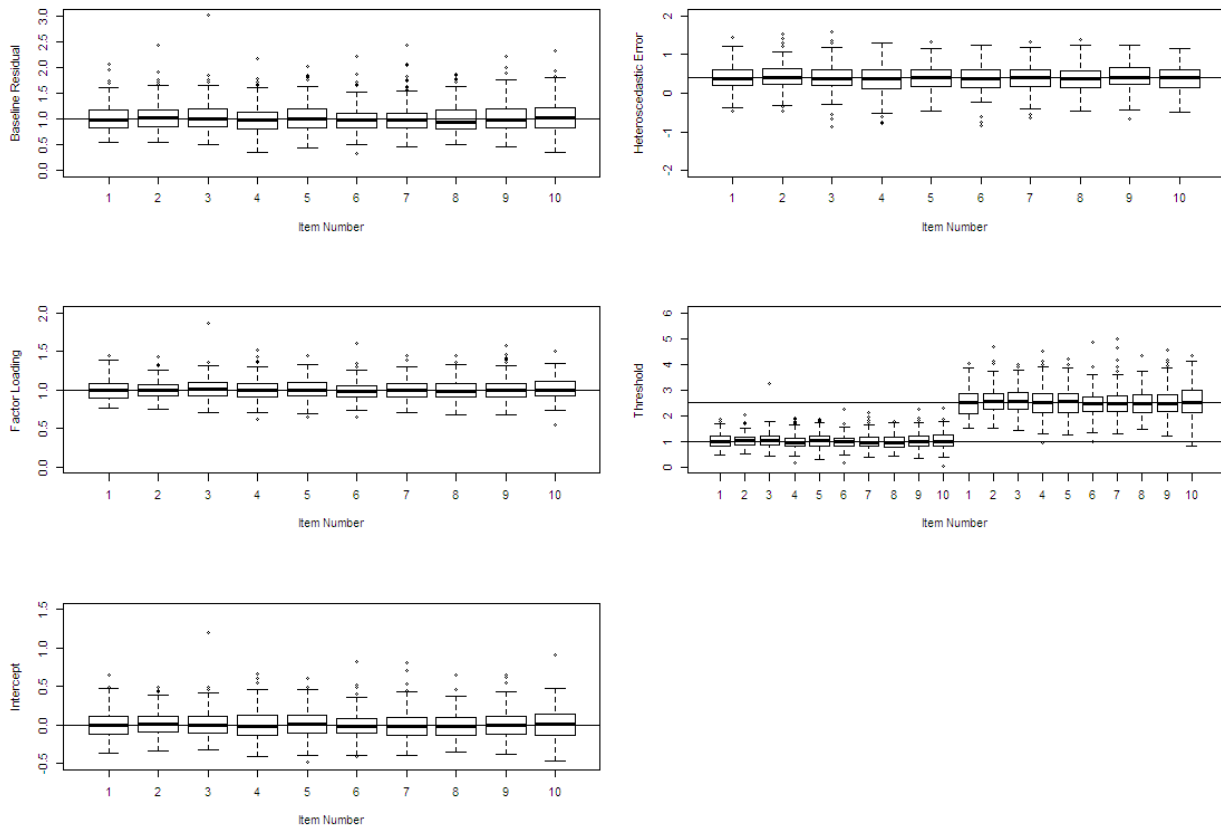 Baseline Residual
3.0
2.5
2.0
1.5
1.0
0.5
0.0
1 2 3 4 5 6 7 8 9 10
Item Number
Heteroscedastic Error
2
1
0
-1
-2
1 2 3 4 5 6 7 8 9 10
Item Number
Factor Loading
2.0
1.5
1.0
0.5
0.0
1 2 3 4 5 6 7 8 9 10
Item Number
Threshold
6
5
4
3
2
1
0
1 2 3 4 5 6 7 8 9 10 1 2 3 4 5 6 7 8 9 10
Item Number
Intercept
1.5
1.0
0.5
0.0
-0.5
1 2 3 4 5 6 7 8 9 10
Item Number